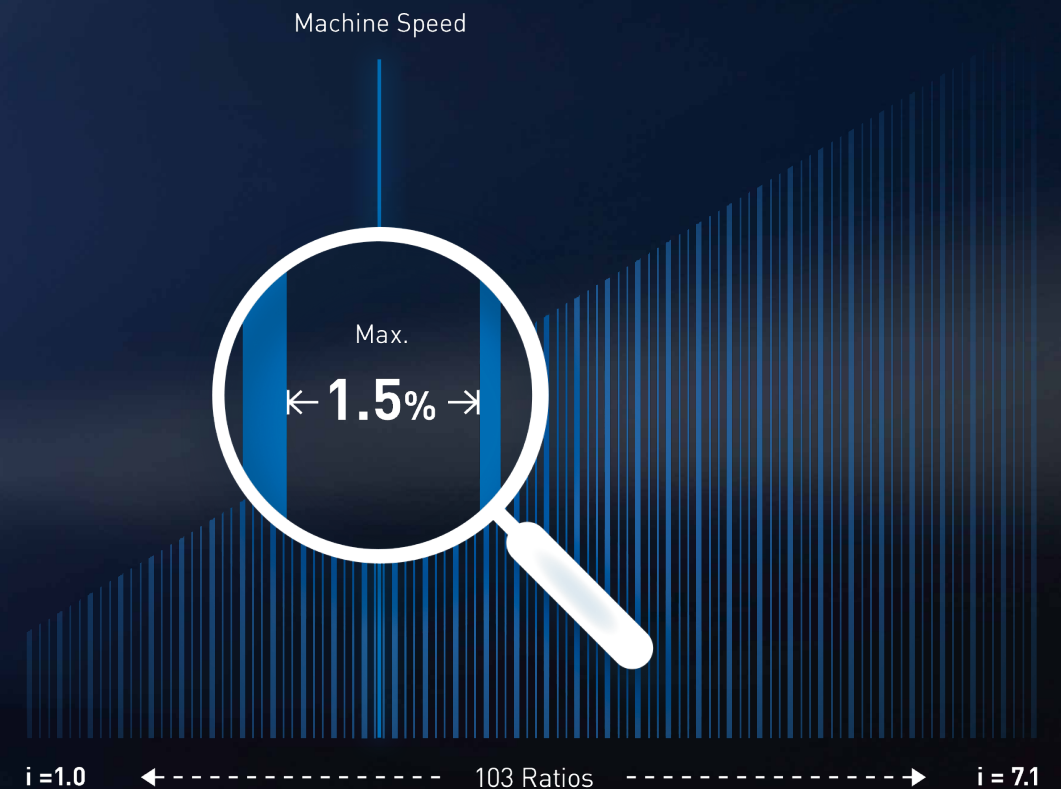 Machine Speed
Max.
1.5%
i =1.0
103 Ratios
i = 7.1